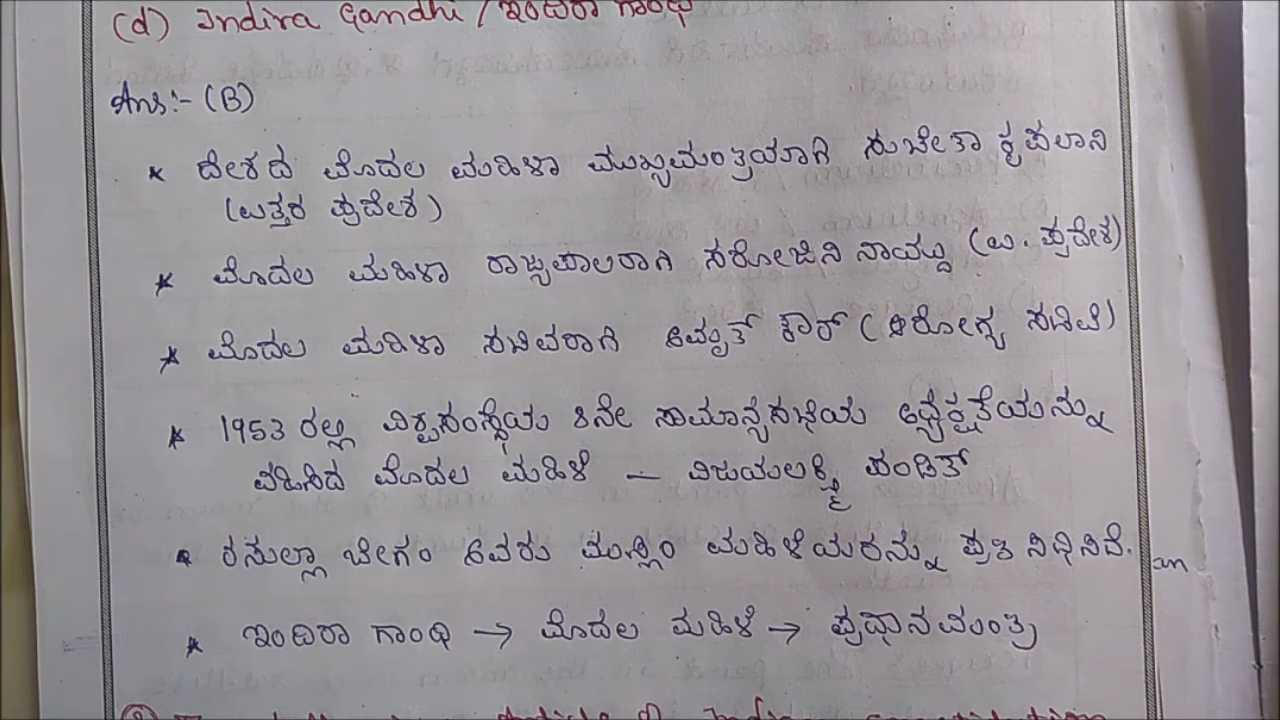 (d) Indira Gandhi / ಇಂದಿರಾ ಗಾಂಧಿ
Ans:- (B)
* ದೇಶದ ಮೊದಲ ಮಹಿಳಾ ಮುಖ್ಯಮಂತ್ರಿಯಾಗಿ ಸುಚೇತಾ ಕೃಪಲಾನಿ
(ಉತ್ತರ ಪ್ರದೇಶ)
* ಮೊದಲ ಮಹಿಳಾ ರಾಜ್ಯಪಾಲರಾಗಿ ಸರೋಜಿನಿ ನಾಯ್ಡು (ಉ. ಪ್ರದೇಶ)
* ಮೊದಲ ಮಹಿಳಾ ಸಚಿವರಾಗಿ ಅಮೃತ್ ಕೌರ್ (ಆರೋಗ್ಯ ಸಚಿವೆ)
* 1953 ರಲ್ಲಿ ವಿಶ್ವಸಂಸ್ಥೆಯ 8ನೇ ಸಾಮಾನ್ಯಸಭೆಯ ಅಧ್ಯಕ್ಷತೆಯನ್ನು
ವಹಿಸಿದ ಮೊದಲ ಮಹಿಳೆ — ವಿಜಯಲಕ್ಷ್ಮಿ ಪಂಡಿತ್
* ರಸುಲ್ಲಾ ಬೇಗಂ ಅವರು ಮುಸ್ಲಿಂ ಮಹಿಳೆಯರನ್ನು ಪ್ರತಿನಿಧಿಸಿವೆ.
an
* ಇಂದಿರಾ ಗಾಂಧಿ → ಮೊದಲ ಮಹಿಳೆ → ಪ್ರಧಾನಮಂತ್ರಿ